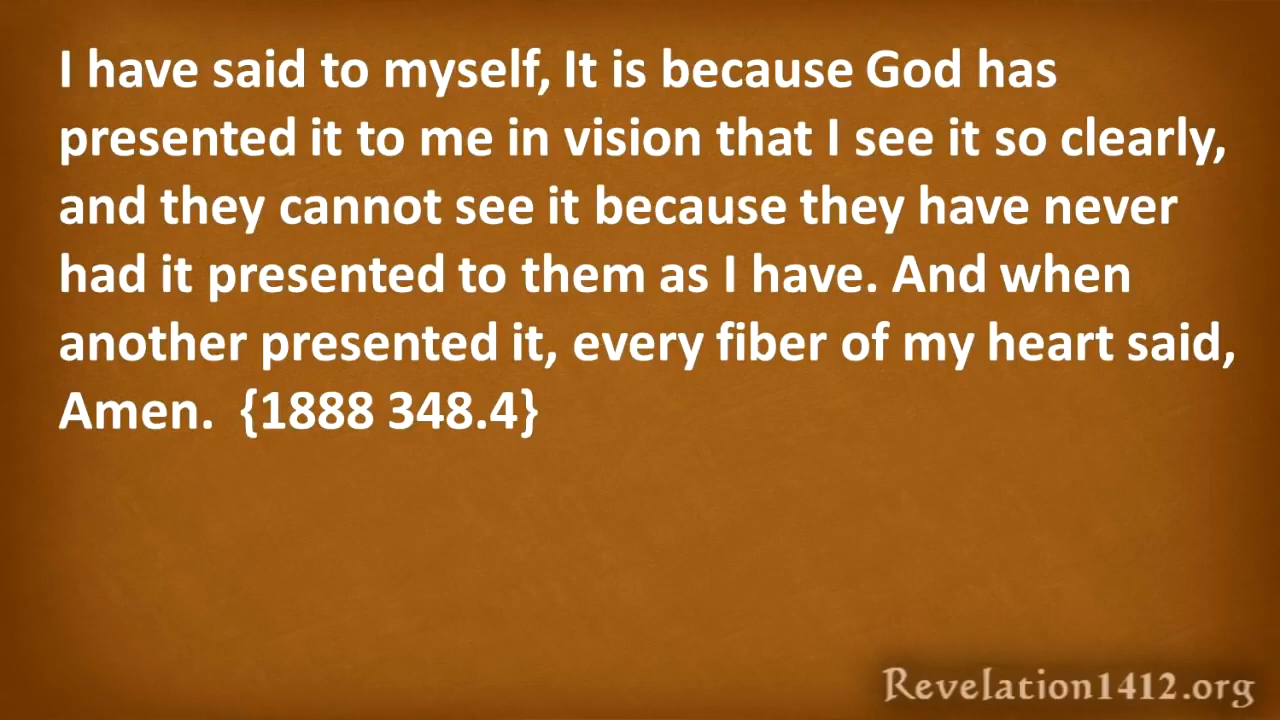 I have said to myself, It is because God has
presented it to me in vision that I see it so clearly,
and they cannot see it because they have never
had it presented to them as I have. And when
another presented it, every fiber of my heart said,
Amen.  {1888 348.4}
Revelation1412.org